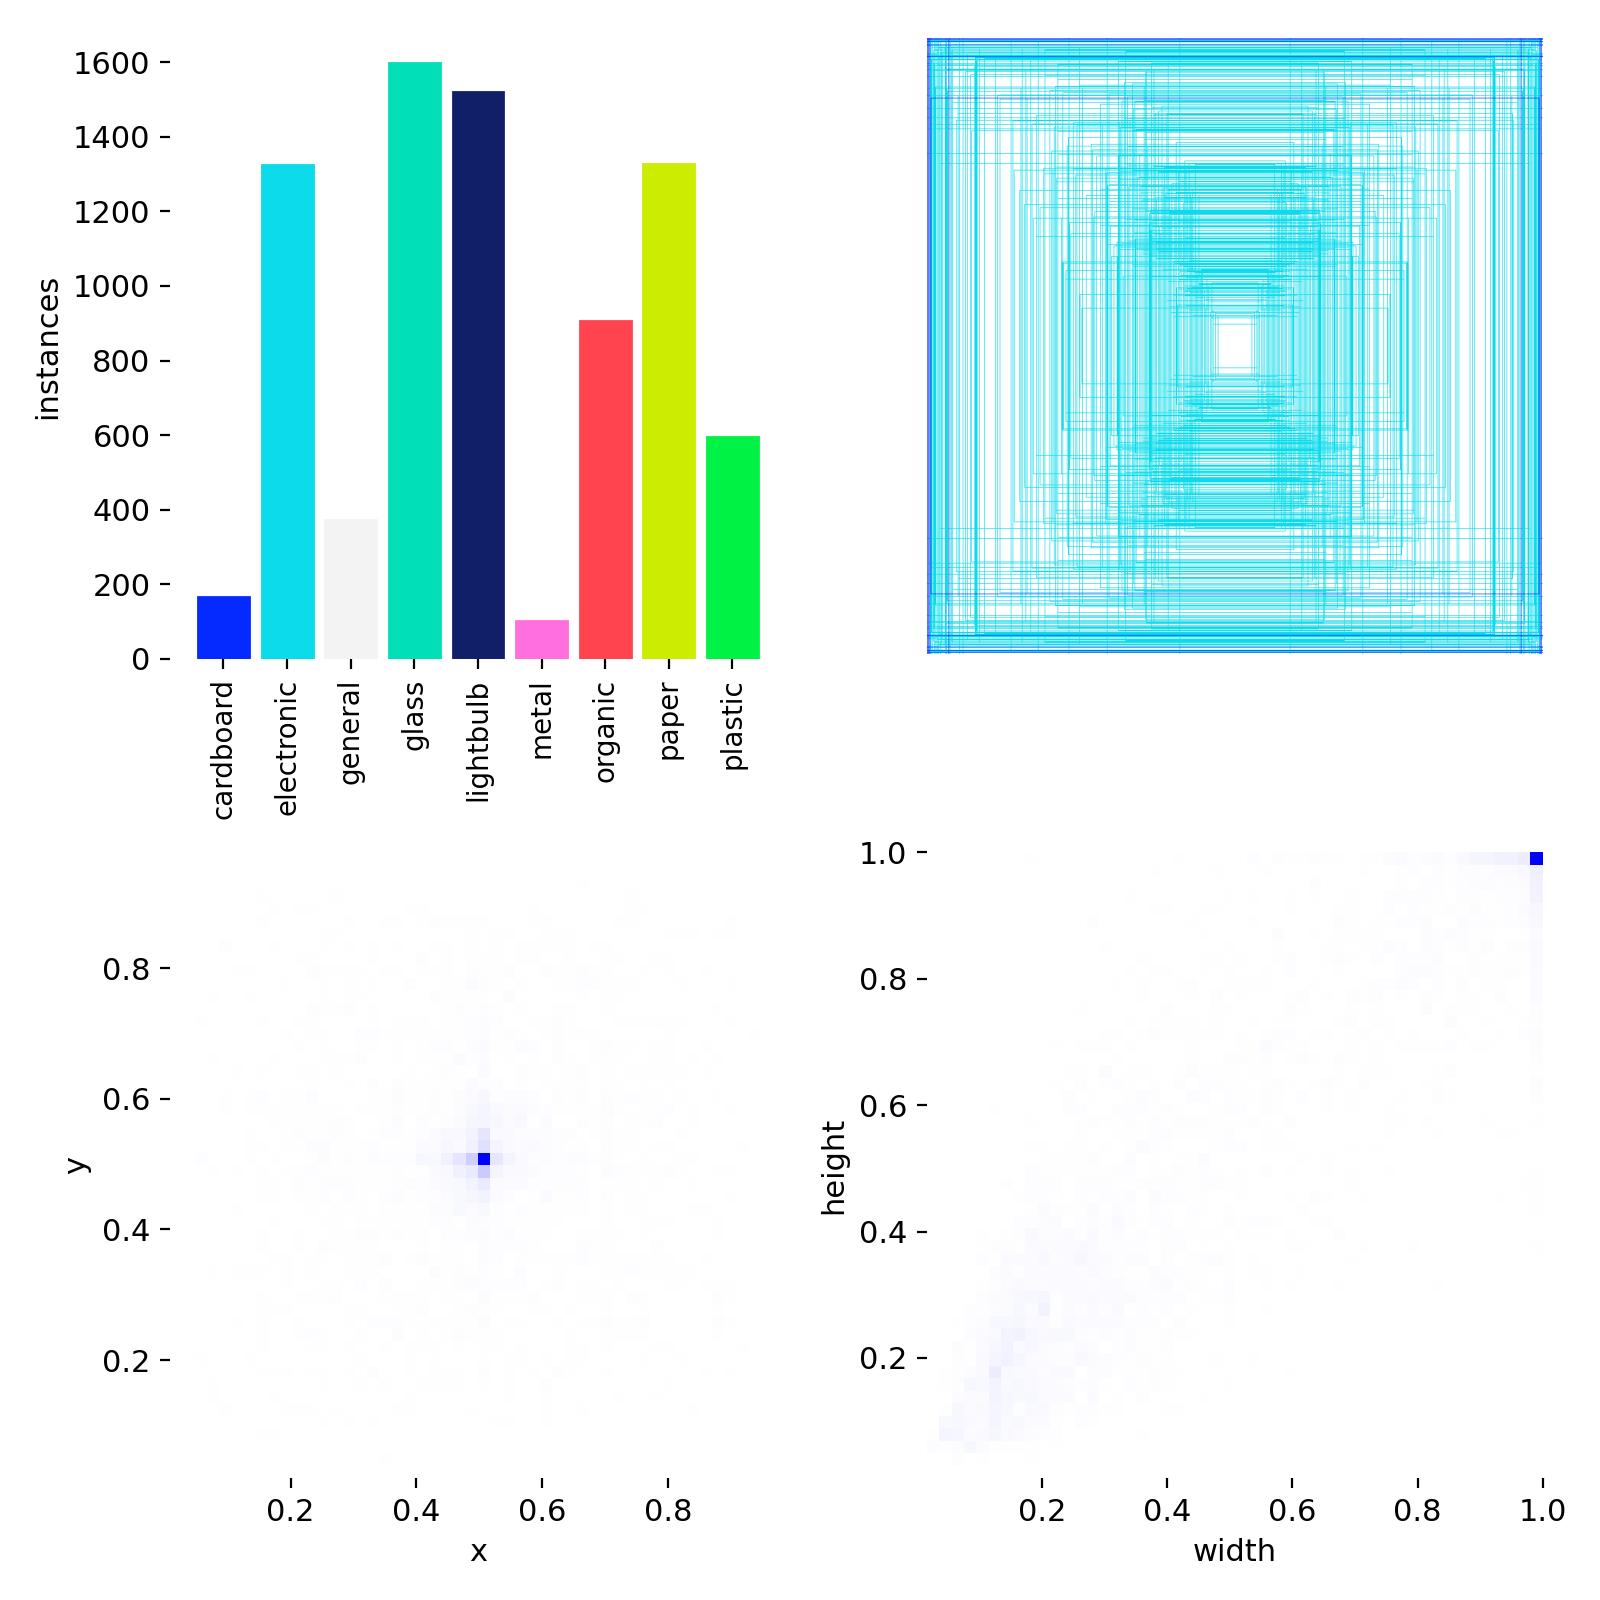 1600
1400
1200
1000
800
600
400
200
0
instances
cardboard
electronic
general
glass
lightbulb
metal
organic
paper
plastic
0.8
0.6
0.4
0.2
y
0.2 0.4 0.6 0.8
x
1.0
0.8
0.6
0.4
0.2
height
0.2 0.4 0.6 0.8 1.0
width